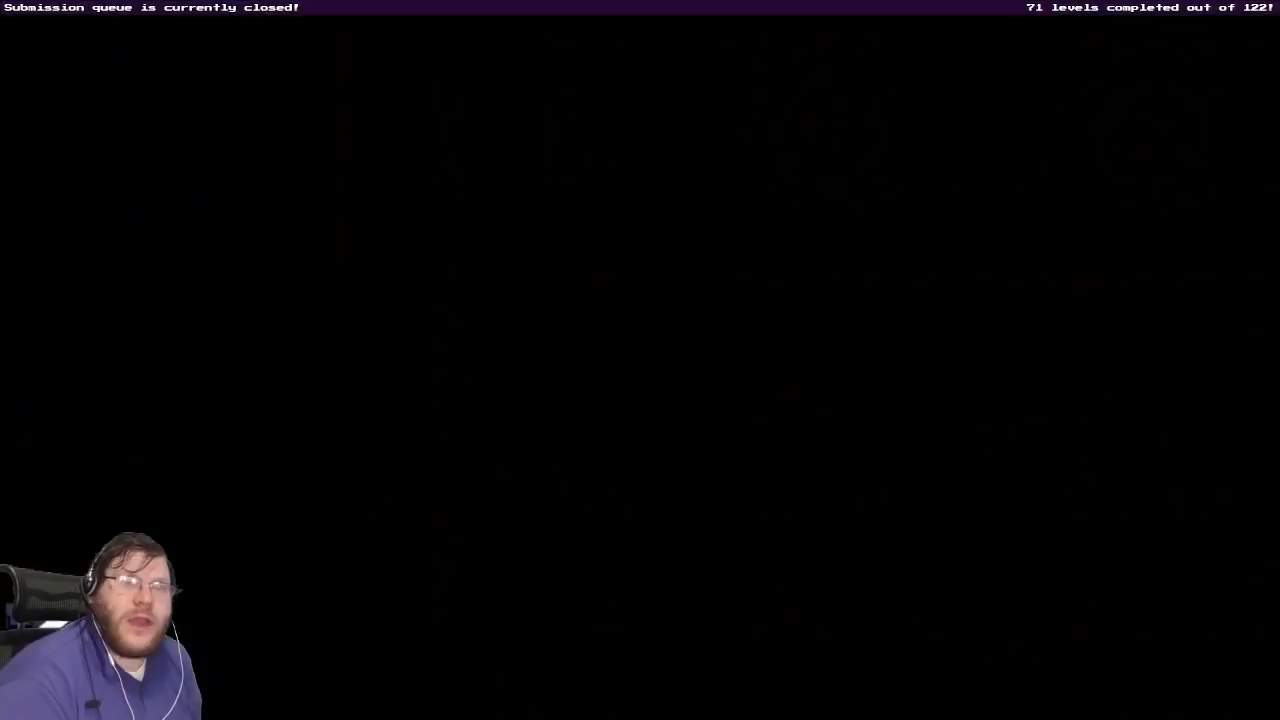 Submission queue is currently closed!
71 levels completed out of 122!